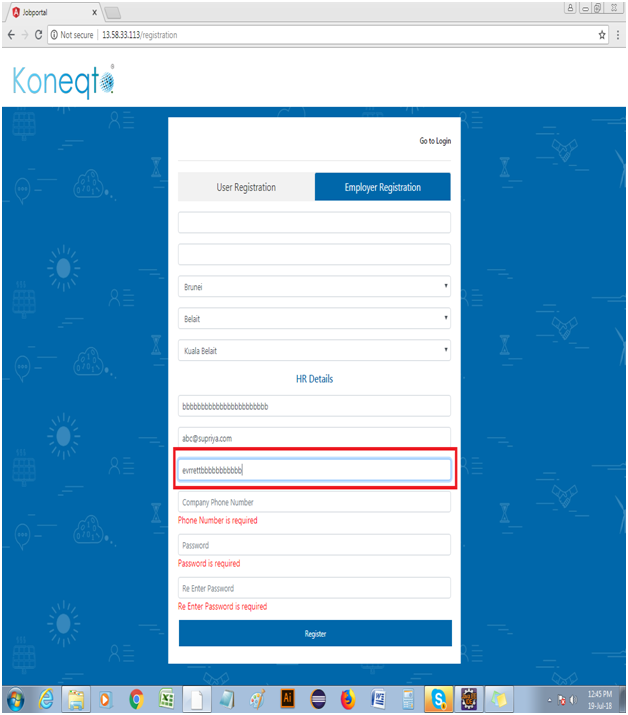 Jobportal
Not secure | 13.58.33.113/registration
Koneqto
Go to Login
User Registration
Employer Registration
Brunei
Belait
Kuala Belait
HR Details
bbbbbbbbbbbbbbbbbbbbbbb
abc@supriya.com
evrrettbbbbbbbbbbb
Company Phone Number
Phone Number is required
Password
Password is required
Re Enter Password
Re Enter Password is required
Register
Ai
12:45 PM
19-Jul-18